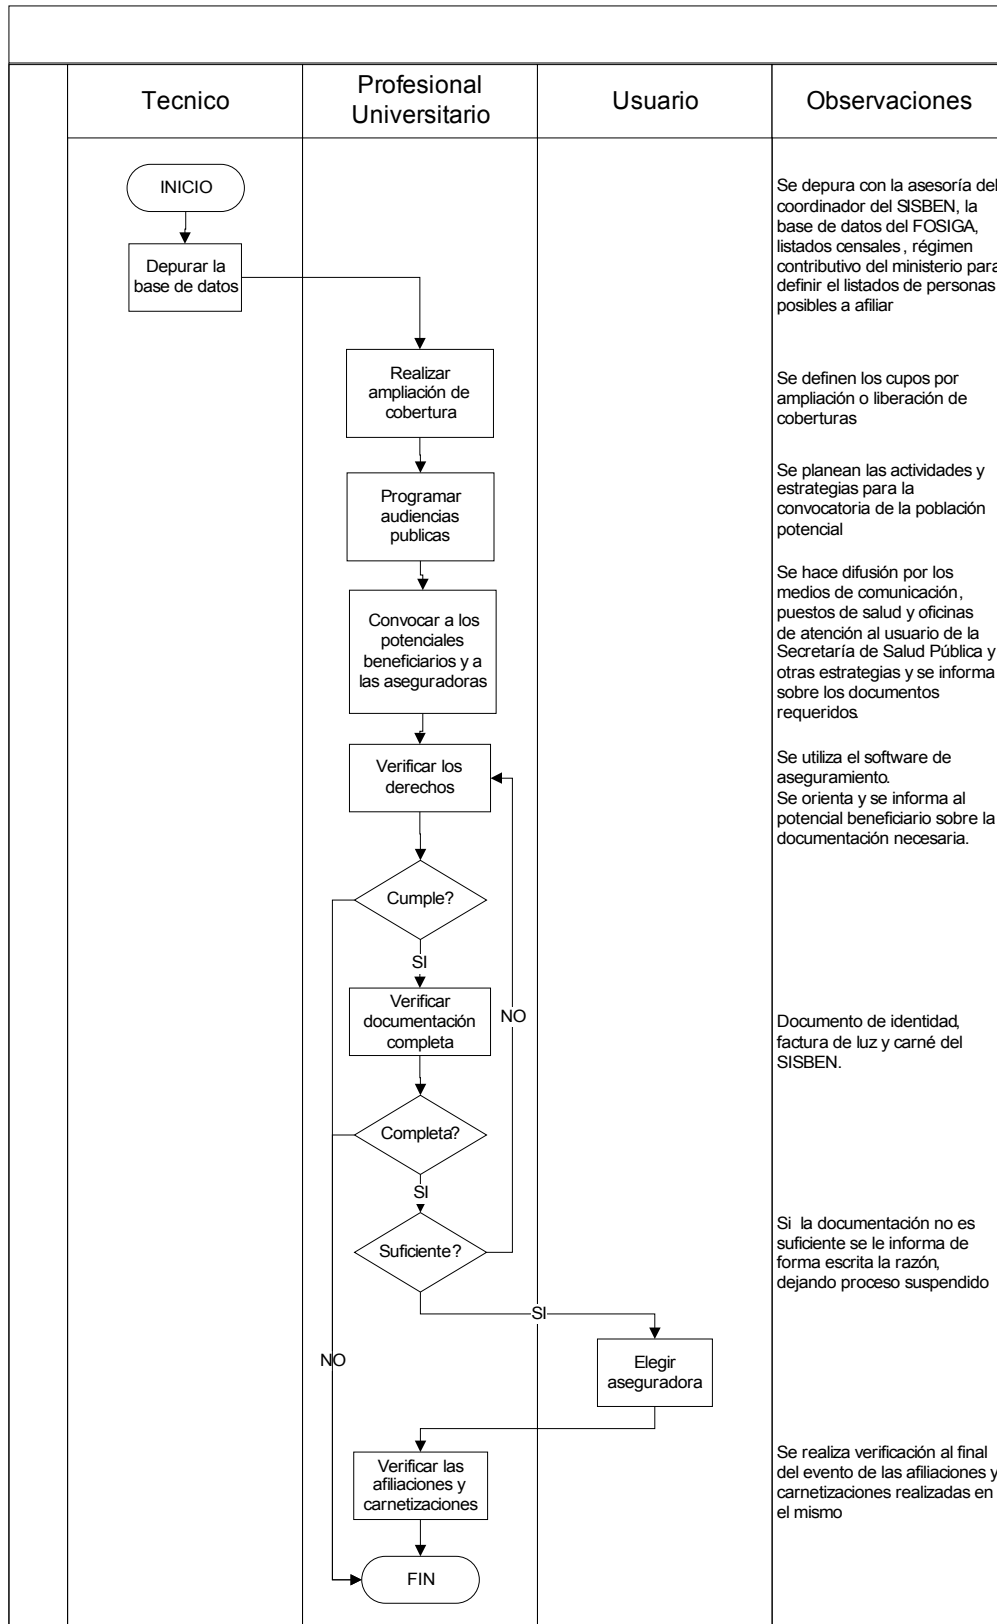 Tecnico
Profesional
Universitario
Usuario
Observaciones
INICIO
Se depura con la asesoría del
coordinador del SISBEN, la
base de datos del FOSIGA,
listados censales, régimen
contributivo del ministerio para
definir el listados de personas
posibles a afiliar
Depurar la
base de datos
Realizar
ampliación de
cobertura
Se definen los cupos por
ampliación o liberación de
coberturas
Programar
audiencias
publicas
Se planean las actividades y
estrategias para la
convocatoria de la población
potencial
Convocar a los
potenciales
beneficiarios y a
las aseguradoras
Se hace difusión por los
medios de comunicación,
puestos de salud y oficinas
de atención al usuario de la
Secretaría de Salud Pública y
otras estrategias y se informa
sobre los documentos
requeridos.
Verificar los
derechos
Se utiliza el software de
aseguramiento.
Se orienta y se informa al
potencial beneficiario sobre la
documentación necesaria.
Cumple?
SI
Verificar
documentación
completa
NO
Documento de identidad,
factura de luz y carné del
SISBEN.
Completa?
SI
Suficiente?
Si la documentación no es
suficiente se le informa de
forma escrita la razón,
dejando proceso suspendido
SI
NO
Elegir
aseguradora
Verificar las
afiliaciones y
carnetizaciones
Se realiza verificación al final
del evento de las afiliaciones y
carnetizaciones realizadas en
el mismo
FIN